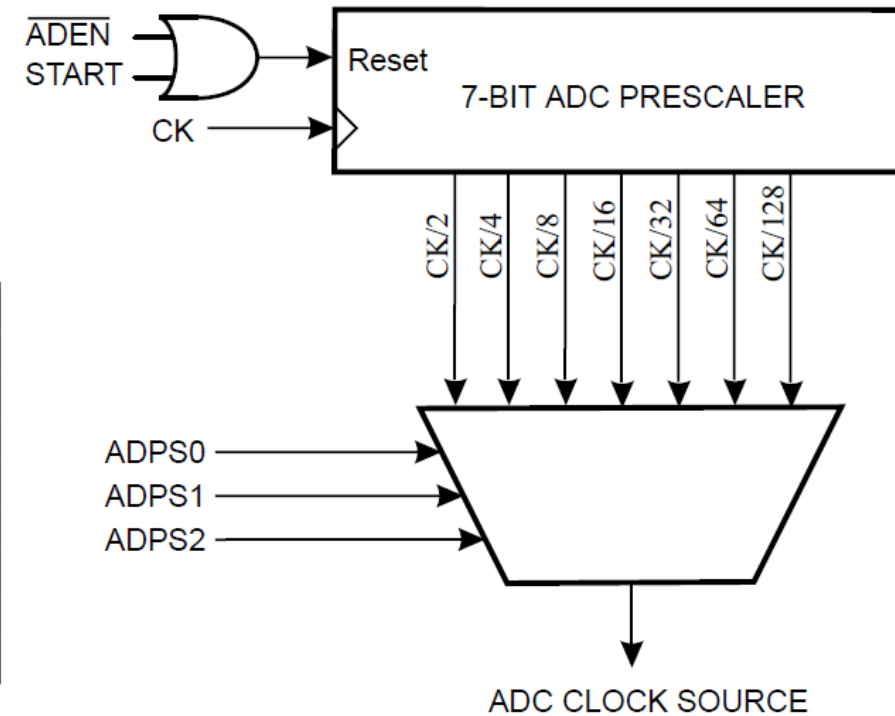 ADEN
START
Reset
7-BIT ADC PRESCALER
CK
CK/2
CK/4
CK/8
CK/16
CK/32
CK/64
CK/128
ADPS0
ADPS1
ADPS2
ADC CLOCK SOURCE